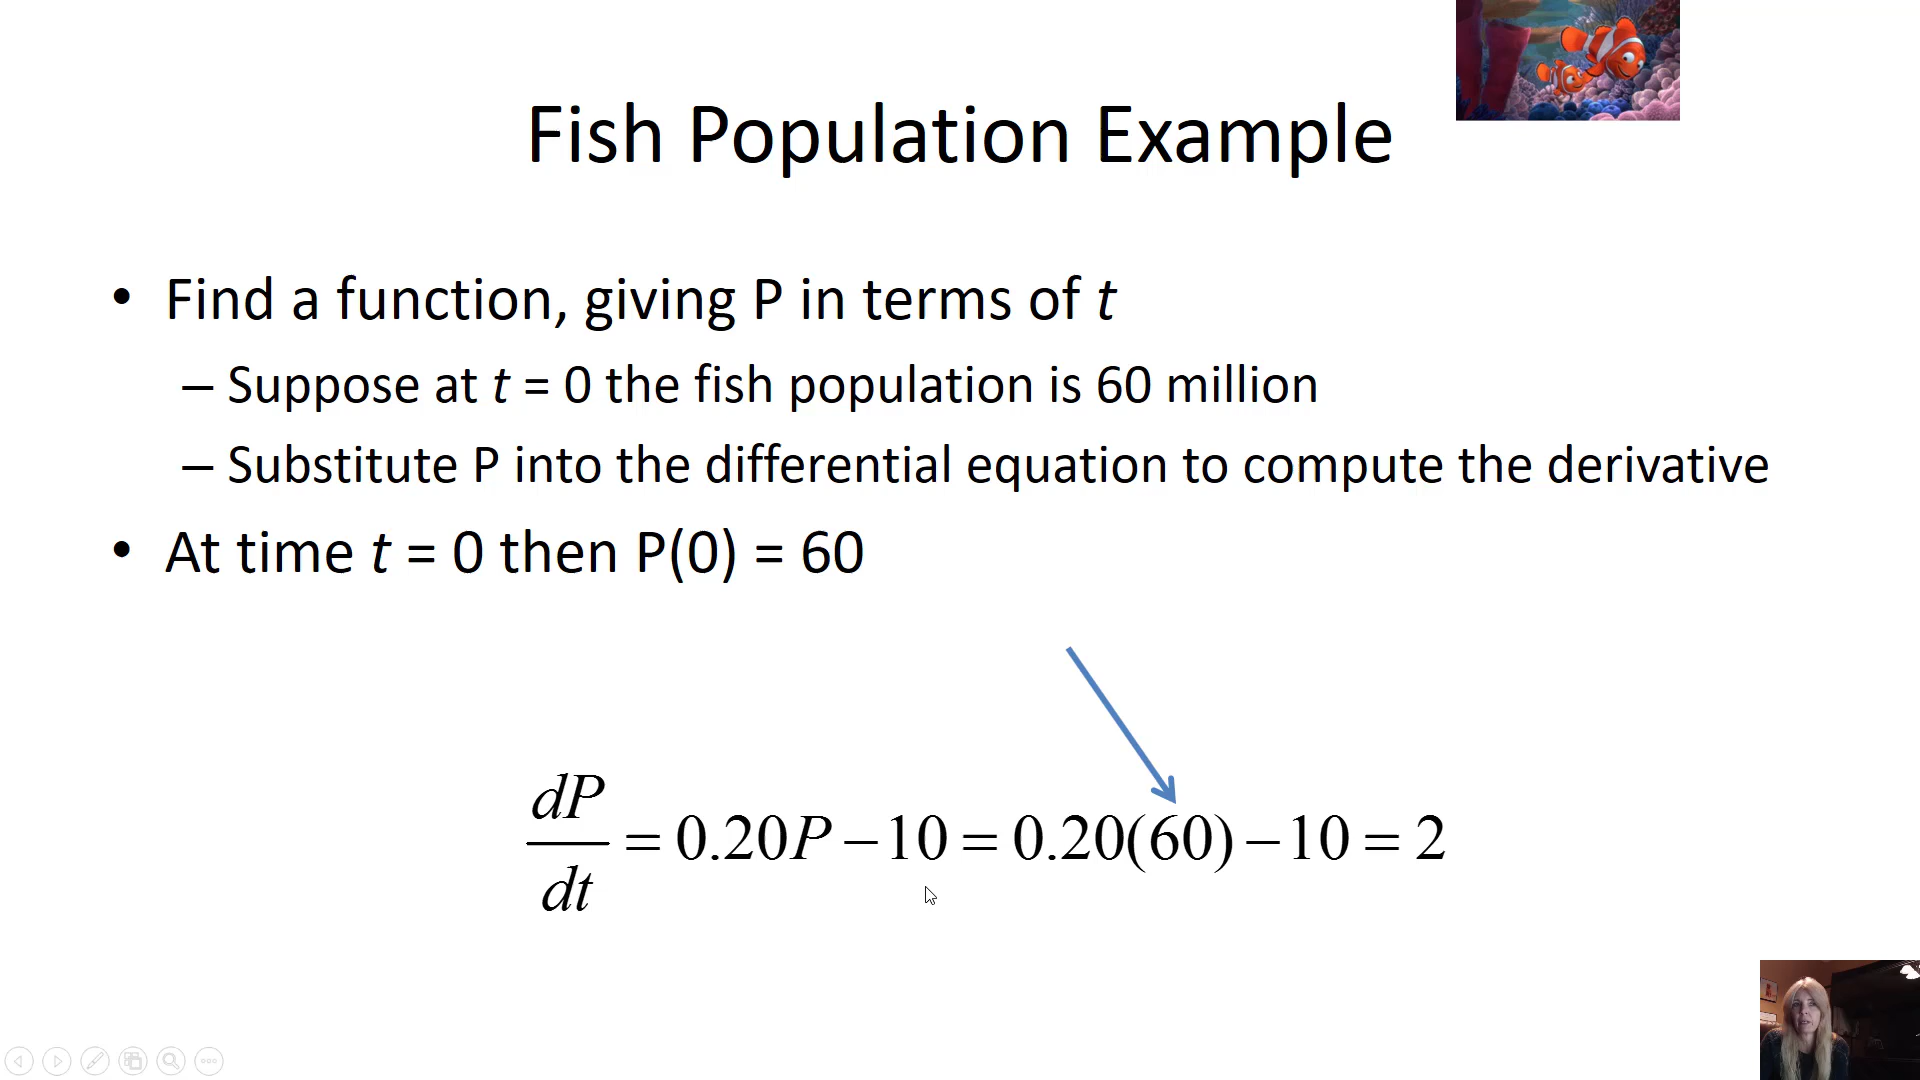 Fish Population Example
• Find a function, giving P in terms of t
– Suppose at t = 0 the fish population is 60 million
– Substitute P into the differential equation to compute the derivative
• At time t = 0 then P(0) = 60
dP/dt = 0.20P − 10 = 0.20(60) − 10 = 2